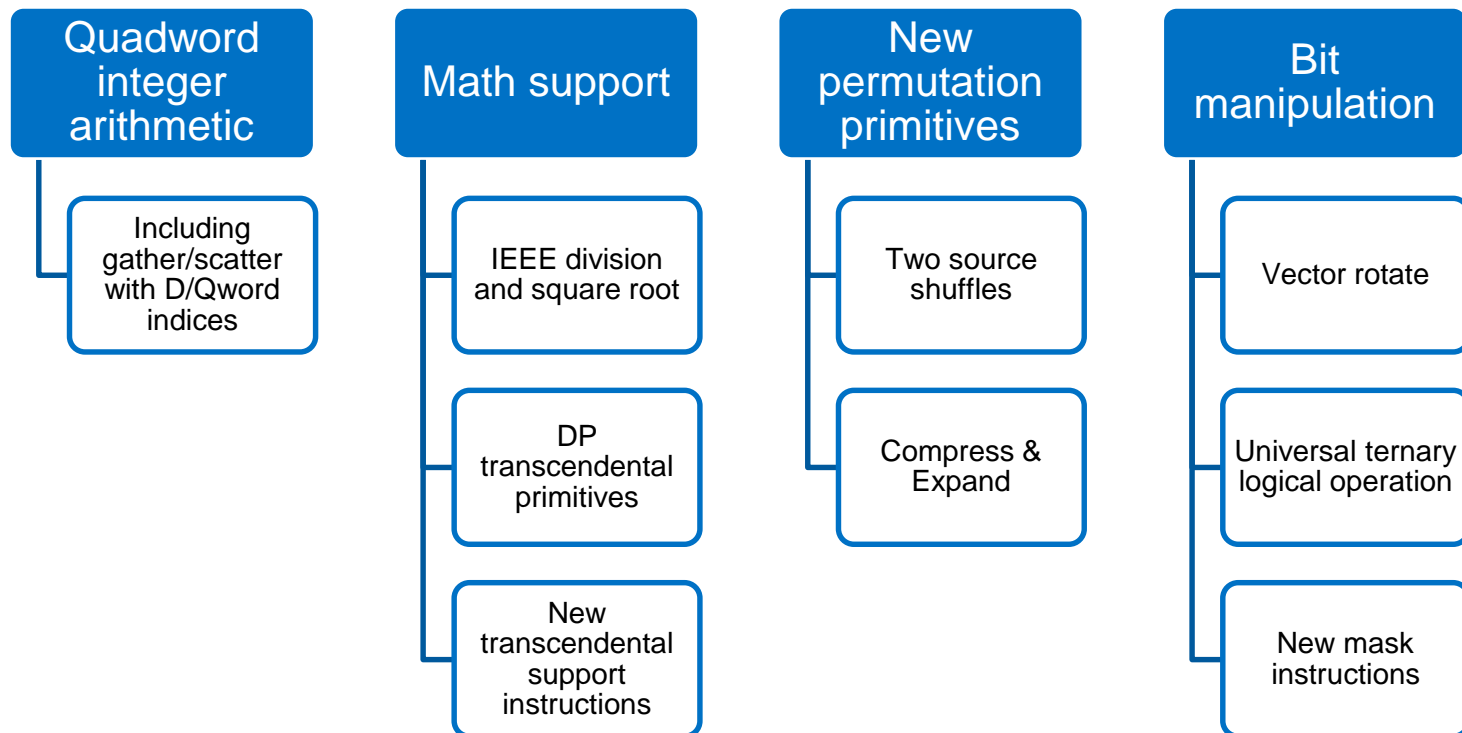 Quadword
integer
arithmetic
Including
gather/scatter
with D/Qword
indices
Math support
IEEE division
and square root
DP
transcendental
primitives
New
transcendental
support
instructions
New
permutation
primitives
Two source
shuffles
Compress &
Expand
Bit
manipulation
Vector rotate
Universal ternary
logical operation
New mask
instructions